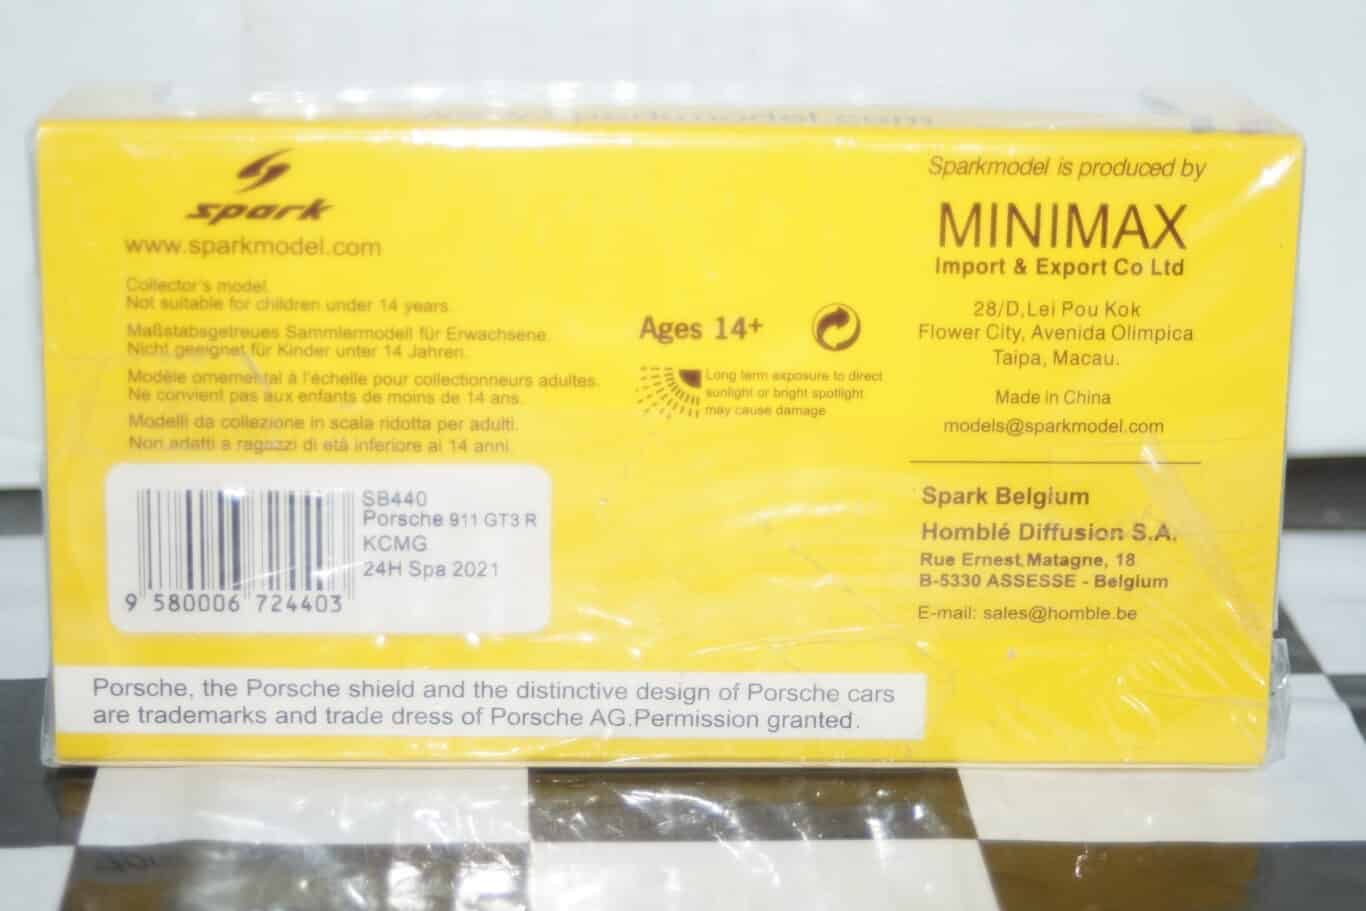 www.sparkmodel.com
spark
www.sparkmodel.com
Collector's model.
Not suitable for children under 14 years.
Maßstabsgetreues Sammlermodell für Erwachsene.
Nicht geeignet für Kinder unter 14 Jahren.
Modèle ornemental à l'échelle pour collectionneurs adultes.
Ne convient pas aux enfants de moins de 14 ans.
Modelli da collezione in scala ridotta per adulti.
Non adatti a ragazzi di età inferiore ai 14 anni.
SB440
Porsche 911 GT3 R
KCMG
24H Spa 2021
9 580006 724403
Porsche, the Porsche shield and the distinctive design of Porsche cars
are trademarks and trade dress of Porsche AG.Permission granted.
Ages 14+
Long term exposure to direct
sunlight or bright spotlight
may cause damage
Sparkmodel is produced by
MINIMAX
Import & Export Co Ltd
28/D,Lei Pou Kok
Flower City, Avenida Olimpica
Taipa, Macau.
Made in China
models@sparkmodel.com
Spark Belgium
Homblé Diffusion S.A.
Rue Ernest Matagne, 18
B-5330 ASSESSE - Belgium
E-mail: sales@homble.be